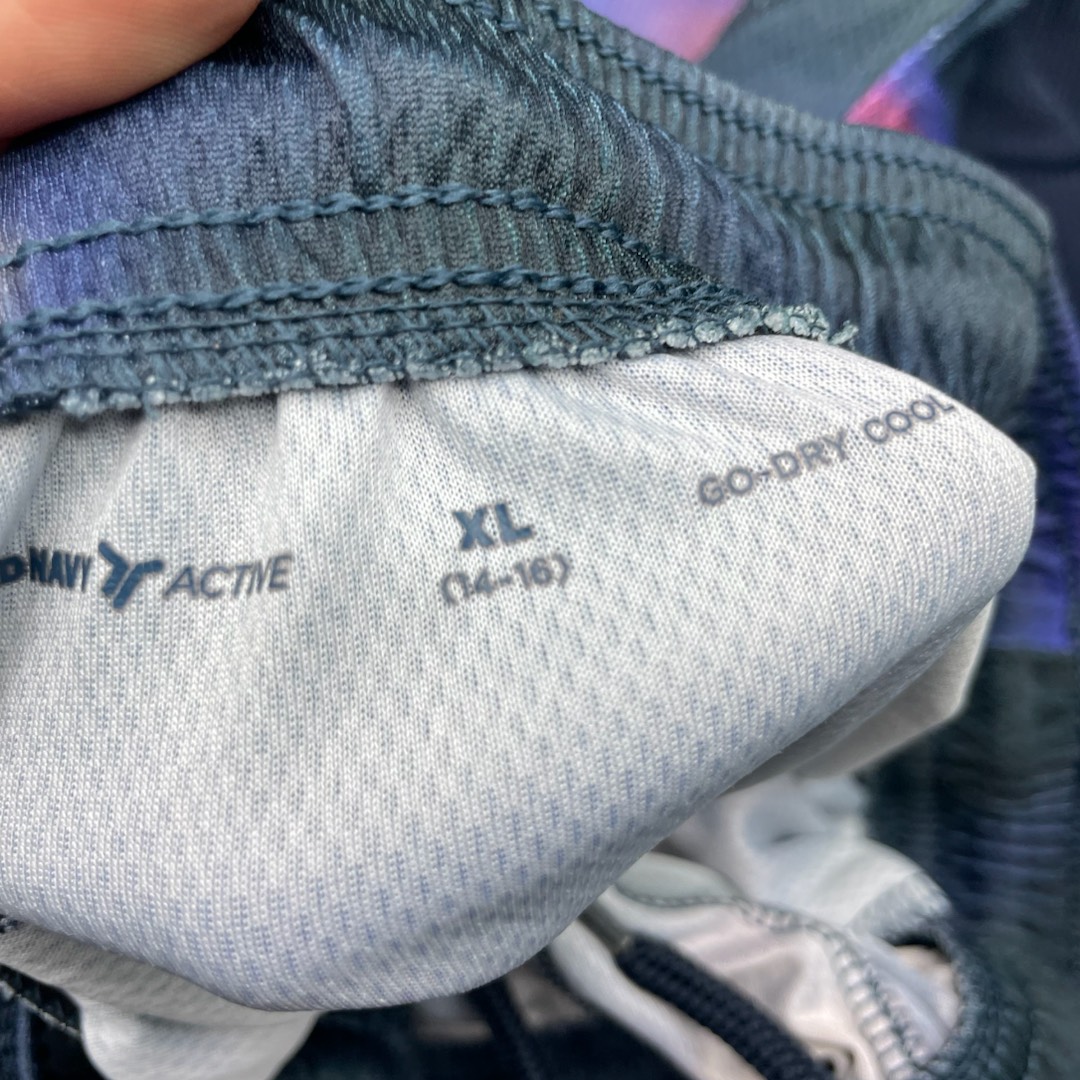 D NAVY ACTIVE
XL
(14-16)
GO-DRY COOL